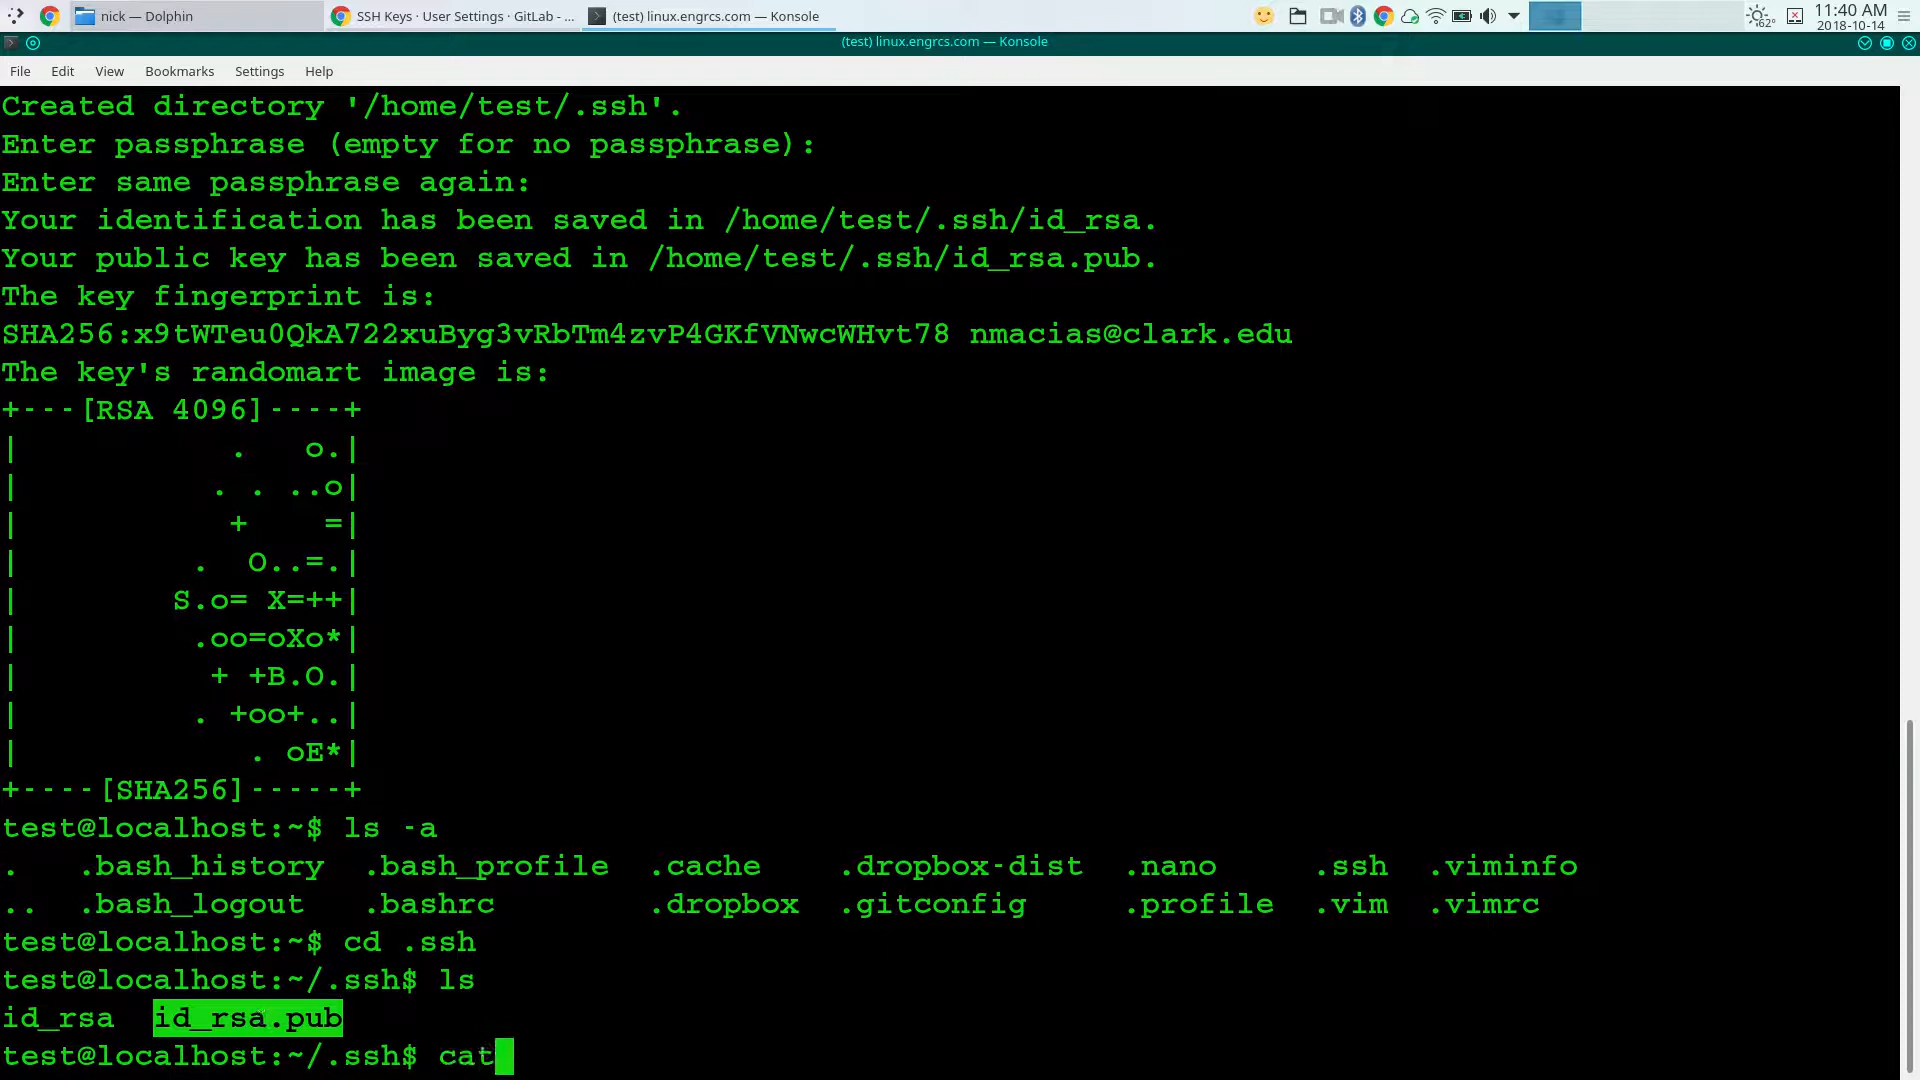 nick — Dolphin
SSH Keys · User Settings · GitLab - ...
(test) linux.engrcs.com — Konsole
62°
11:40 AM
2018-10-14
(test) linux.engrcs.com — Konsole
File Edit View Bookmarks Settings Help
Created directory '/home/test/.ssh'.
Enter passphrase (empty for no passphrase):
Enter same passphrase again:
Your identification has been saved in /home/test/.ssh/id_rsa.
Your public key has been saved in /home/test/.ssh/id_rsa.pub.
The key fingerprint is:
SHA256:x9tWTeu0QkA722xuByg3vRbTm4zvP4GKfVNwcWHvt78 nmacias@clark.edu
The key's randomart image is:
+---[RSA 4096]----+
|            .   o.|
|           . . ..o|
|            +    =|
|          .  O..=.|
|         S.o= X=++|
|          .oo=oXo*|
|           + +B.O.|
|          . +oo+..|
|             . oE*|
+----[SHA256]-----+
test@localhost:~$ ls -a
.   .bash_history  .bash_profile  .cache    .dropbox-dist  .nano     .ssh  .viminfo
..  .bash_logout   .bashrc        .dropbox  .gitconfig     .profile  .vim  .vimrc
test@localhost:~$ cd .ssh
test@localhost:~/.ssh$ ls
id_rsa  id_rsa.pub
test@localhost:~/.ssh$ cat